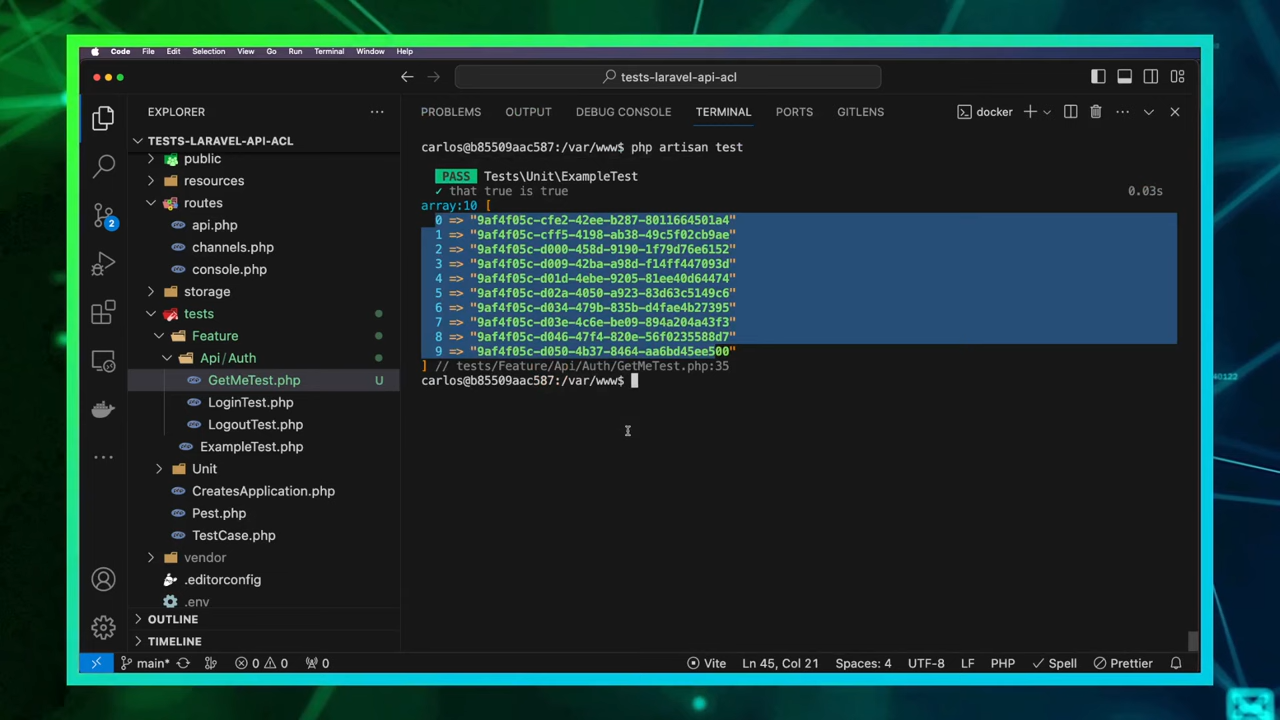 Code File Edit Selection View Go Run Terminal Window Help
tests-laravel-api-acl
EXPLORER
PROBLEMS OUTPUT DEBUG CONSOLE TERMINAL PORTS GITLENS
docker
TESTS-LARAVEL-API-ACL
public
resources
routes
api.php
channels.php
console.php
storage
tests
Feature
Api/Auth
GetMeTest.php U
LoginTest.php
LogoutTest.php
ExampleTest.php
Unit
CreatesApplication.php
Pest.php
TestCase.php
vendor
.editorconfig
.env
OUTLINE
TIMELINE
2
carlos@b85509aac587:/var/www$ php artisan test
PASS Tests\Unit\ExampleTest
✓ that true is true 0.03s
array:10 [
0 => "9af4f05c-cfe2-42ee-b287-8011664501a4"
1 => "9af4f05c-cff5-4198-ab38-49c5f02cb9ae"
2 => "9af4f05c-d000-458d-9190-1f79d76e6152"
3 => "9af4f05c-d009-42ba-a98d-f14ff447093d"
4 => "9af4f05c-d01d-4ebe-9205-81ee40d64474"
5 => "9af4f05c-d02a-4050-a923-83d63c5149c6"
6 => "9af4f05c-d034-479b-835b-d4fae4b27395"
7 => "9af4f05c-d03e-4c6e-be09-894a204a43f3"
8 => "9af4f05c-d046-47f4-820e-56f0235588d7"
9 => "9af4f05c-d050-4b37-8464-aa6bd45ee500"
] // tests/Feature/Api/Auth/GetMeTest.php:35
carlos@b85509aac587:/var/www$
main* 0 0 0 Vite Ln 45, Col 21 Spaces: 4 UTF-8 LF PHP Spell Prettier